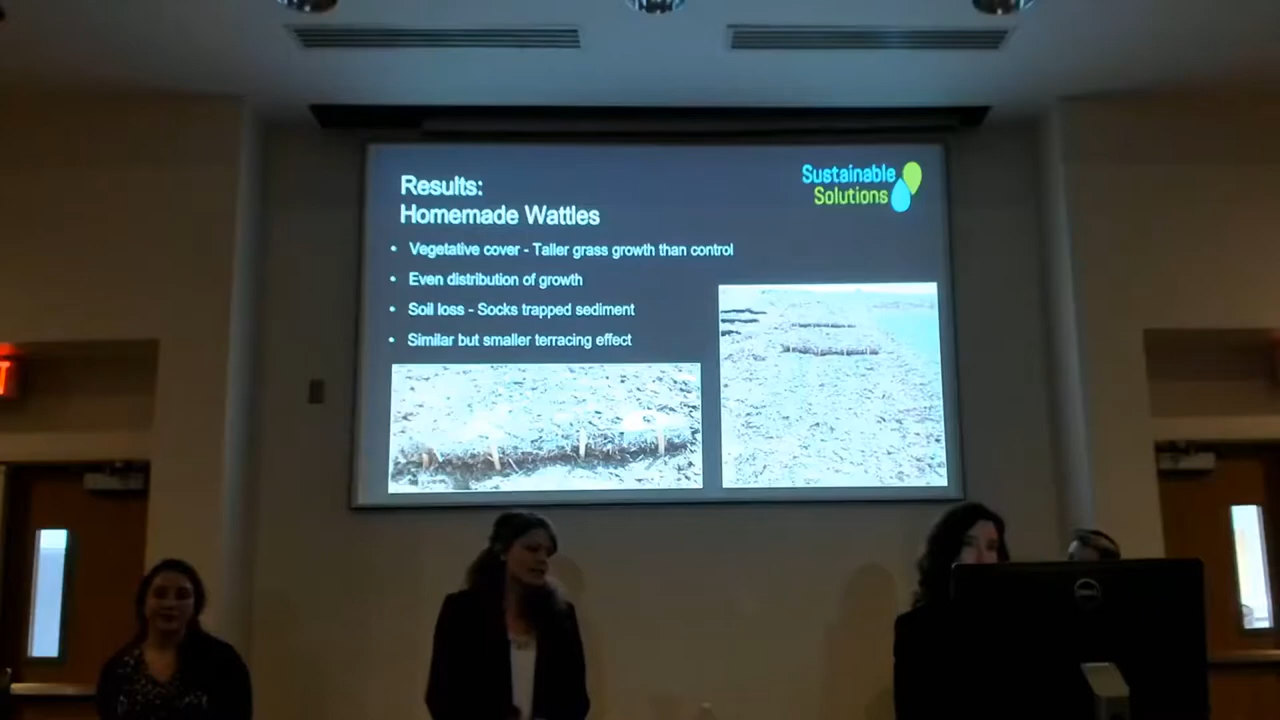 Sustainable
Solutions
Results:
Homemade Wattles
• Vegetative cover - Taller grass growth than control
• Even distribution of growth
• Soil loss - Socks trapped sediment
• Similar but smaller terracing effect
DELL
T